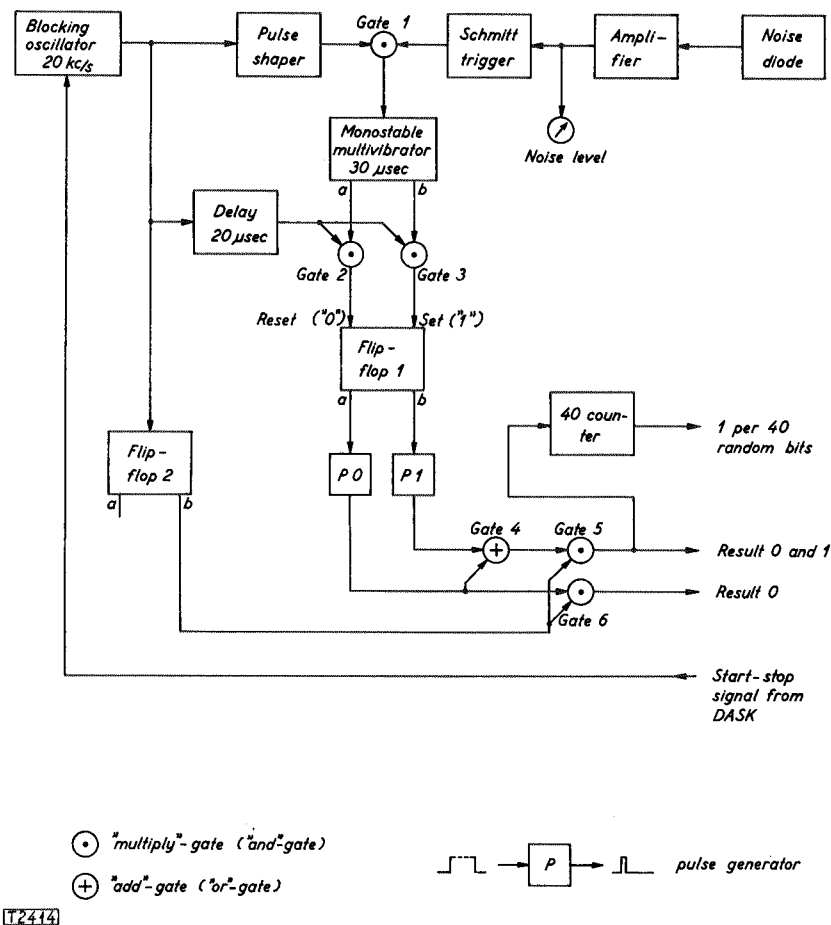 Blocking
oscillator
20 kc/s
Pulse
shaper
Gate 1
Schmitt
trigger
Ampli-
fier
Noise
diode
Noise level
Monostable
multivibrator
30 µsec
a
b
Delay
20 µsec
Gate 2
Gate 3
Reset ("0")
Set ("1")
Flip-
flop 1
a
b
40 coun-
ter
1 per 40
random bits
Flip-
flop 2
a
b
P0
P1
Gate 4
Gate 5
Result 0 and 1
Result 0
Gate 6
Start-stop
signal from
DASK
"multiply"-gate ("and"-gate)
P
pulse generator
"add"-gate ("or"-gate)
T2414